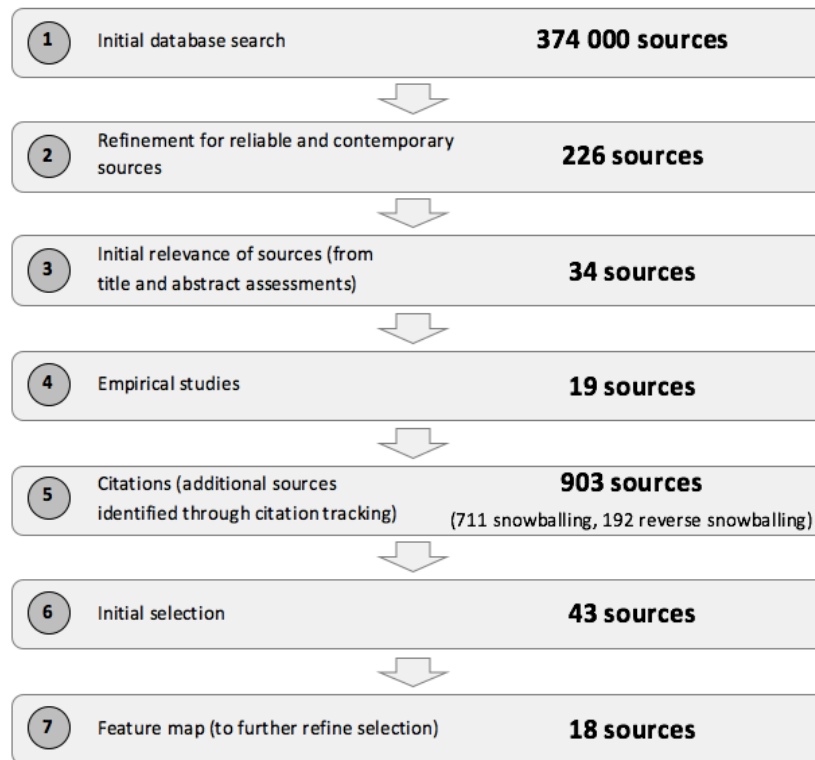 1 Initial database search 374 000 sources
2 Refinement for reliable and contemporary
sources 226 sources
3 Initial relevance of sources (from
title and abstract assessments) 34 sources
4 Empirical studies 19 sources
5 Citations (additional sources
identified through citation tracking) 903 sources
(711 snowballing, 192 reverse snowballing)
6 Initial selection 43 sources
7 Feature map (to further refine selection) 18 sources